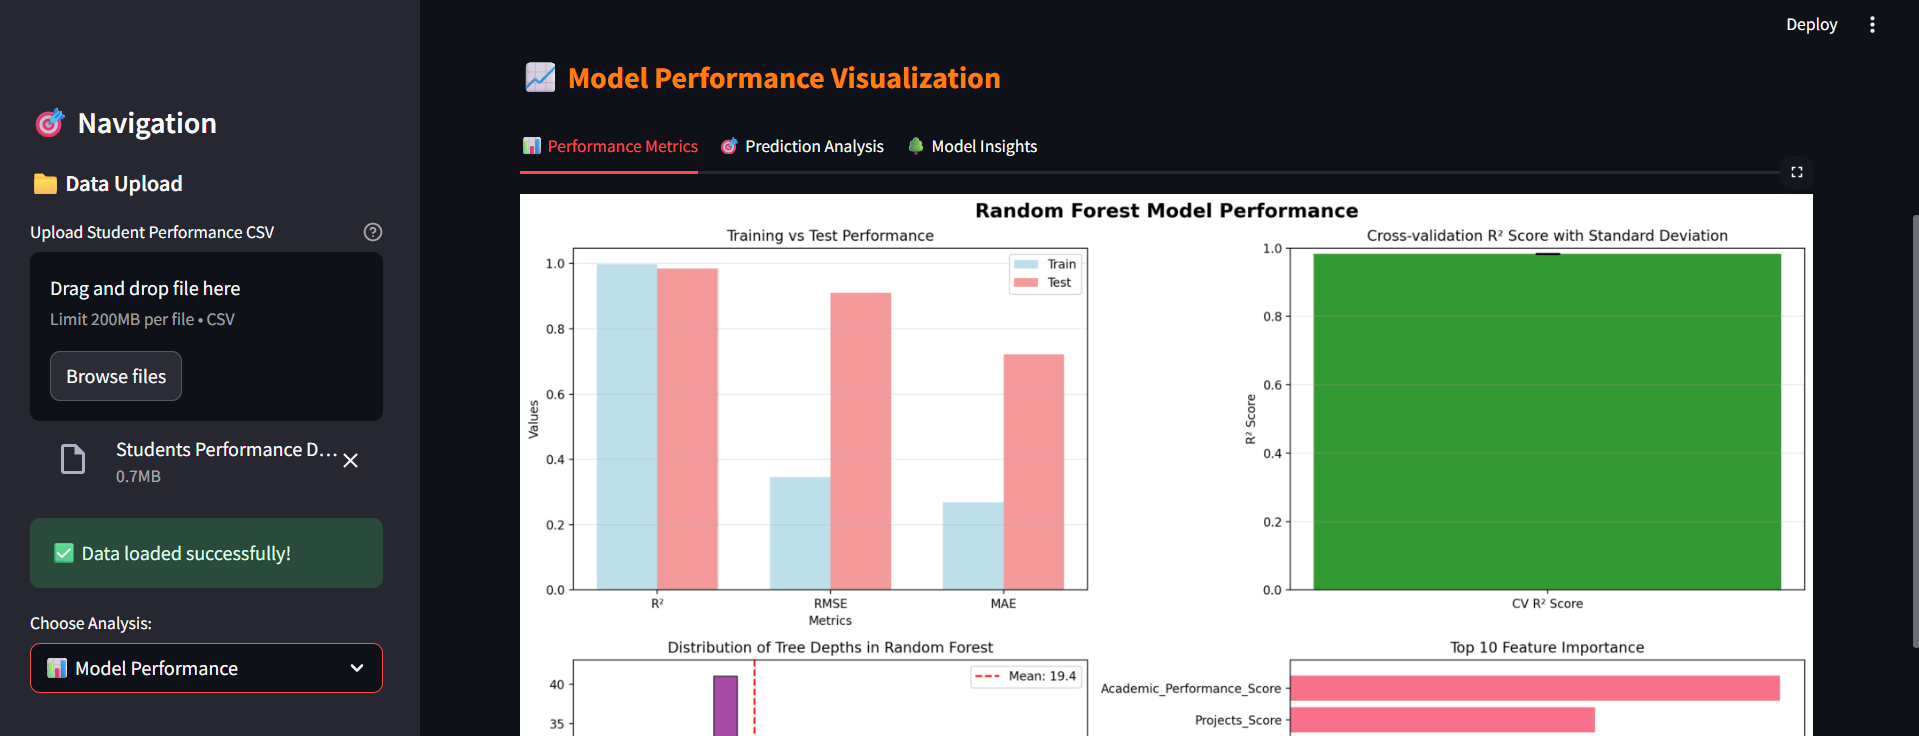 Deploy
Navigation
Data Upload
Upload Student Performance CSV
Drag and drop file here
Limit 200MB per file • CSV
Browse files
Students Performance D...
0.7MB
Data loaded successfully!
Choose Analysis:
Model Performance
Model Performance Visualization
Performance Metrics
Prediction Analysis
Model Insights
Random Forest Model Performance
Training vs Test Performance
Train
Test
1.0
0.8
0.6
0.4
0.2
0.0
Values
R²
RMSE
MAE
Metrics
Cross-validation R² Score with Standard Deviation
1.0
0.8
0.6
0.4
0.2
0.0
R² Score
CV R² Score
Distribution of Tree Depths in Random Forest
Mean: 19.4
40
35
Top 10 Feature Importance
Academic_Performance_Score
Projects_Score